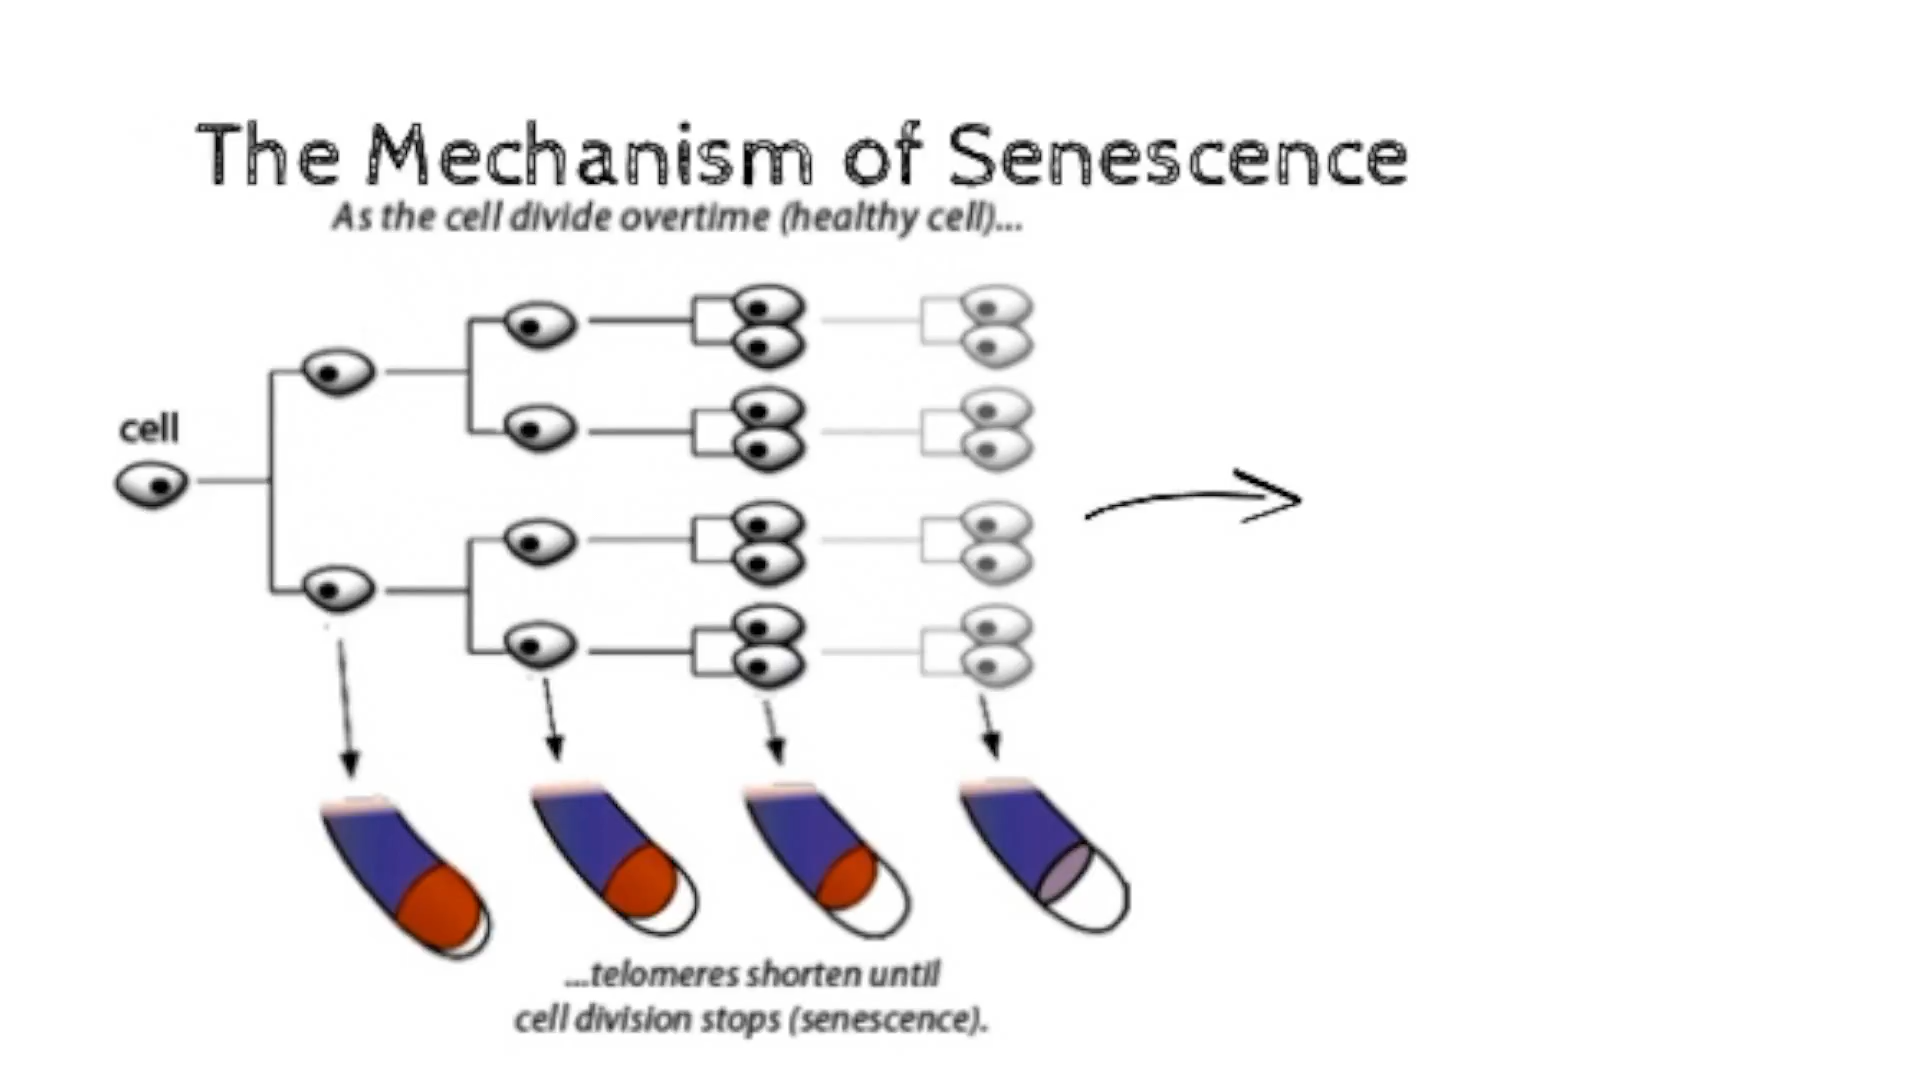 The Mechanism of Senescence
As the cell divide overtime (healthy cell)...
cell
...telomeres shorten until
cell division stops (senescence).